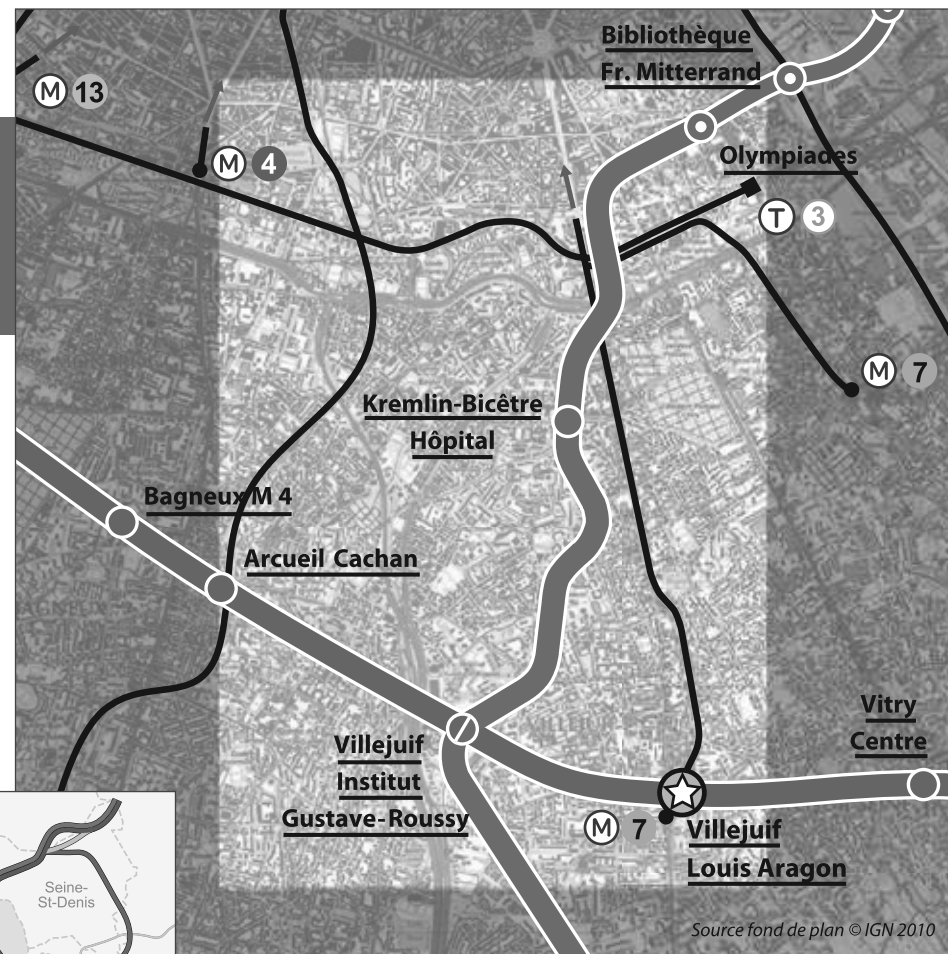 Bibliothèque
Fr. Mitterrand
M 13
M 4
Olympiades
T 3
M 7
Kremlin-Bicêtre
Hôpital
Bagneux M 4
Arcueil Cachan
BAGNEUX
Vitry
Centre
Villejuif
Institut
Gustave-Roussy
M 7
Villejuif
Louis Aragon
Seine-
St-Denis
Source fond de plan © IGN 2010